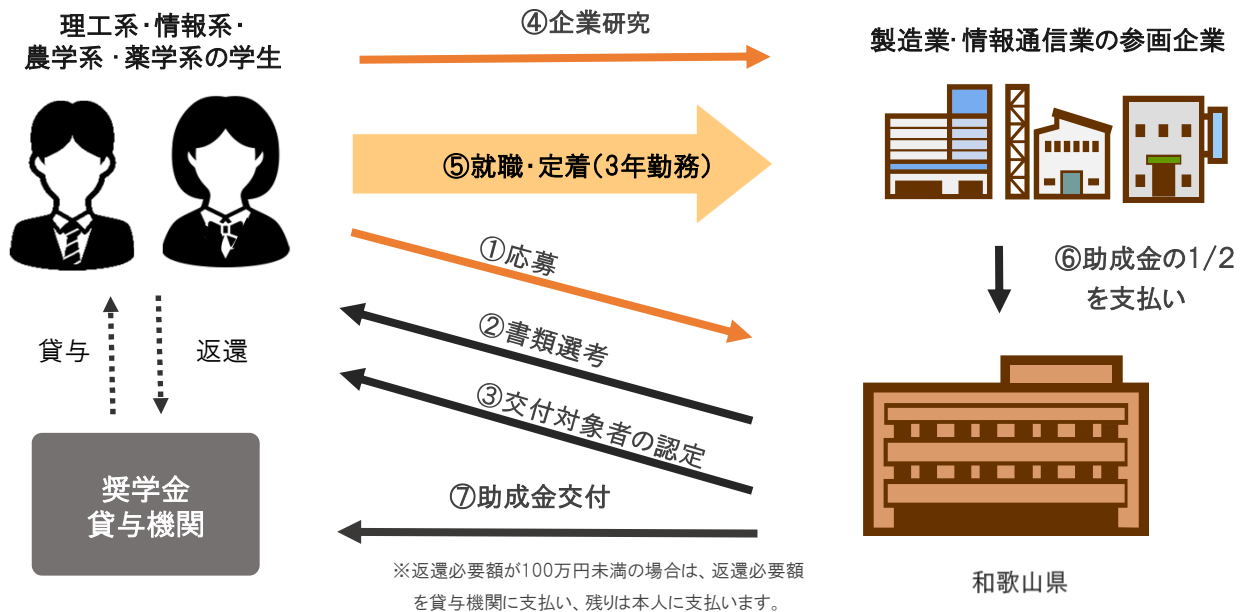 理工系・情報系・
農学系・薬学系の学生
④企業研究
製造業・情報通信業の参画企業
⑤就職・定着(3年勤務)
①応募
⑥助成金の1/2
を支払い
②書類選考
貸与
返還
③交付対象者の認定
奨学金
貸与機関
⑦助成金交付
※返還必要額が100万円未満の場合は、返還必要額
を貸与機関に支払い、残りは本人に支払います。
和歌山県